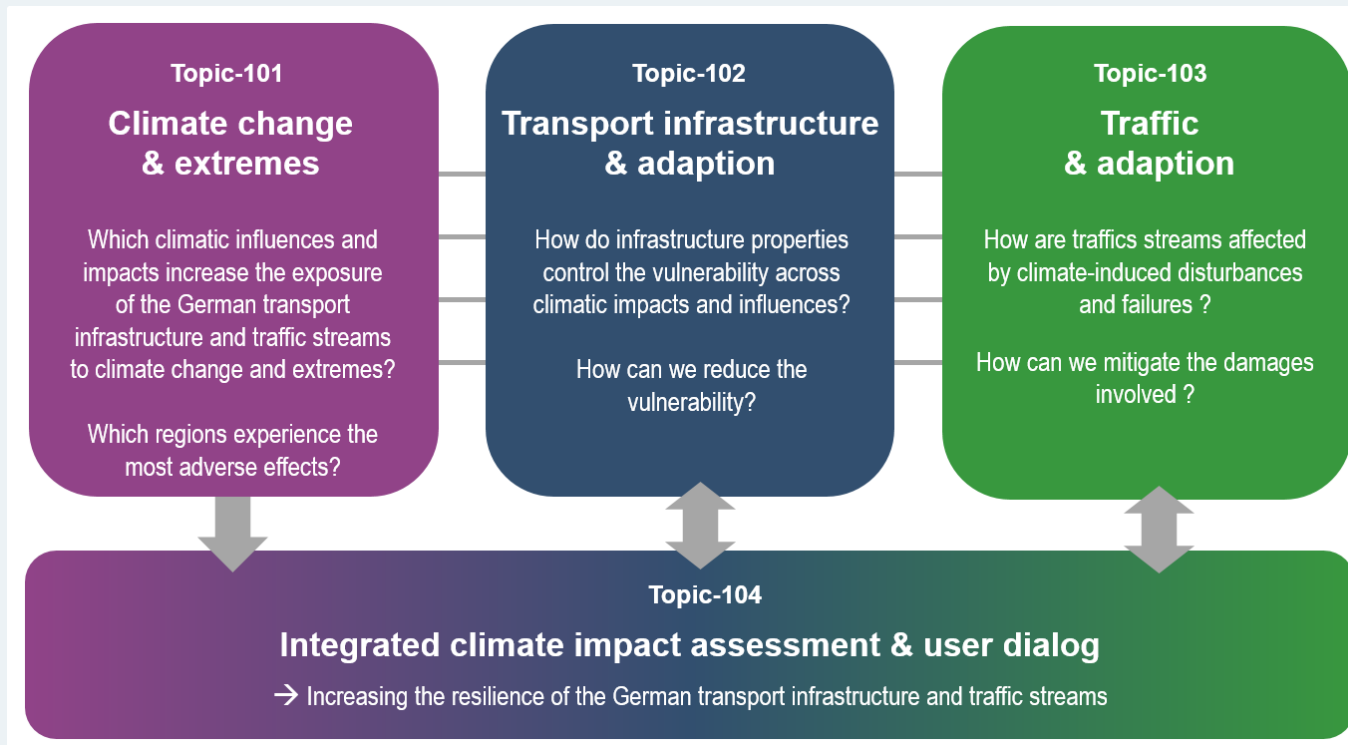 Topic-101
Climate change
& extremes
Which climatic influences and
impacts increase the exposure
of the German transport
infrastructure and traffic streams
to climate change and extremes?
Which regions experience the
most adverse effects?
Topic-102
Transport infrastructure
& adaption
How do infrastructure properties
control the vulnerability across
climatic impacts and influences?
How can we reduce the
vulnerability?
Topic-103
Traffic
& adaption
How are traffics streams affected
by climate-induced disturbances
and failures ?
How can we mitigate the damages
involved ?
Topic-104
Integrated climate impact assessment & user dialog
→ Increasing the resilience of the German transport infrastructure and traffic streams